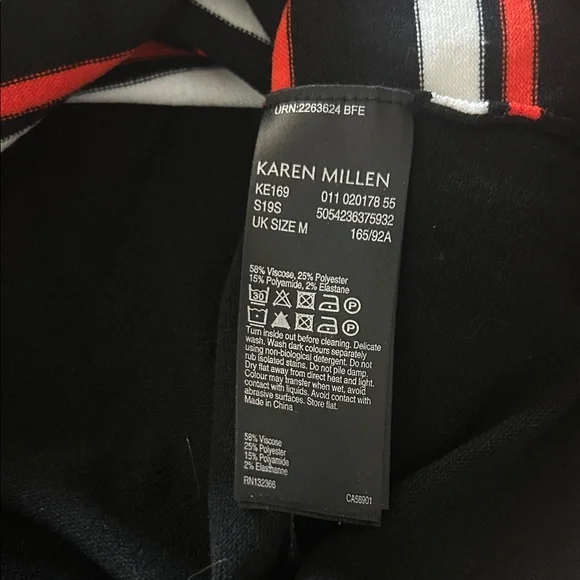 URN:2263624 BFE
KAREN MILLEN
KE169 011 020178 55
S19S 5054236375932
UK SIZE M 165/92A
58% Viscose, 25% Polyester
15% Polyamide, 2% Elastane
30 P
P
Turn inside out before cleaning. Delicate
wash. Wash dark colours separately
using non-biological detergent. Do not
rub isolated stains. Do not pile damp.
Dry flat away from direct heat and light.
Colour may transfer when wet, avoid
contact with liquids. Avoid contact with
abrasive surfaces. Store flat.
Made in China
58% Viscose
25% Polyester
15% Polyamide
2% Elasthanne
RN132366 CA58901